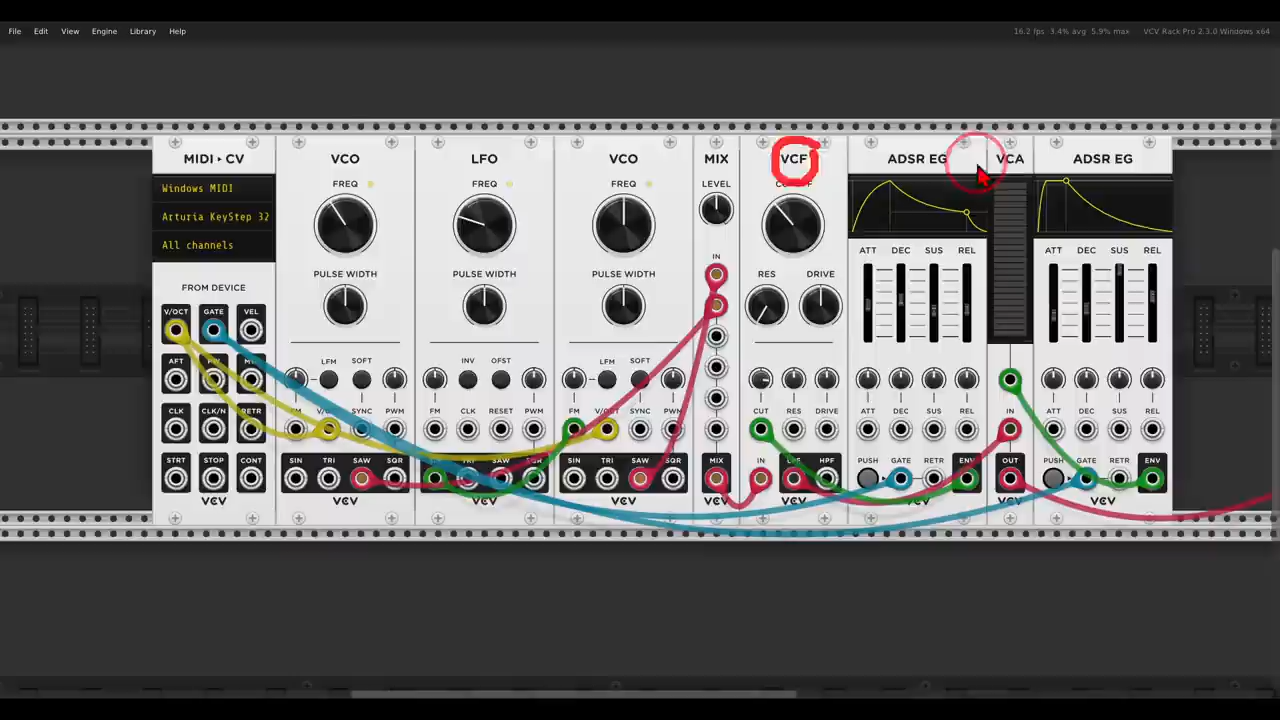 File Edit View Engine Library Help
16.2 fps 3.4% avg 5.9% max VCV Rack Pro 2.3.0 Windows x64
MIDI▸CV VCO LFO VCO MIX VCF ADSR EG VCA ADSR EG
Windows MIDI
Arturia KeyStep 32
All channels
FREQ FREQ FREQ LEVEL
ATT DEC SUS REL ATT DEC SUS REL
IN
PULSE WIDTH PULSE WIDTH PULSE WIDTH RES DRIVE
FROM DEVICE
V/OCT GATE VEL
AFT LFM SOFT INV OFST LFM SOFT
CLK CLK/N RETR FM SYNC PWM FM CLK RESET PWM FM SYNC PWM CUT RES DRIVE ATT DEC SUS REL IN ATT DEC SUS REL
STRT STOP CONT SIN TRI SAW SQR TRI SAW SQR SIN TRI SAW SQR MIX IN LPF HPF PUSH GATE RETR ENV OUT PUSH GATE RETR ENV
VCV VCV VCV VCV VCV VCV VCV VCV VCV